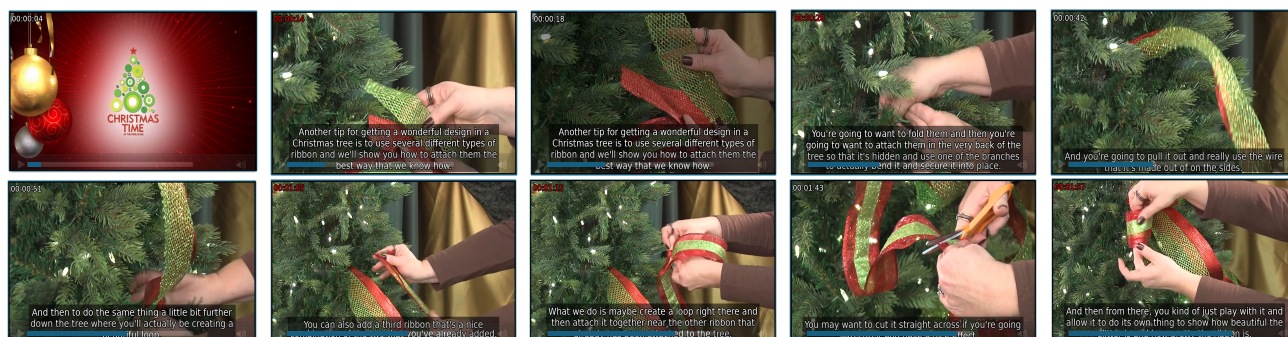 00:00:04
CHRISTMAS
TIME
00:00:14
Another tip for getting a wonderful design in a
Christmas tree is to use several different types of
ribbon and we'll show you how to attach them the
best way that we know how.
00:00:18
Another tip for getting a wonderful design in a
Christmas tree is to use several different types of
ribbon and we'll show you how to attach them the
best way that we know how.
You're going to want to fold them and then you're
going to want to attach them in the very back of the
tree so that it's hidden and use one of the branches
to actually bend it and secure it into place.
00:00:42
And you're going to pull it out and really use the wire
that it's made out of on the sides.
00:00:51
And then to do the same thing a little bit further
down the tree where you'll actually be creating a
loop.
You can also add a third ribbon that's a nice
you've already added.
00:01:15
What we do is maybe create a loop right there and
then attach it together near the other ribbon that
to the tree.
00:01:43
You may want to cut it straight across if you're going
effect.
And then from there, you kind of just play with it and
allow it to do its own thing to show how beautiful the
is.